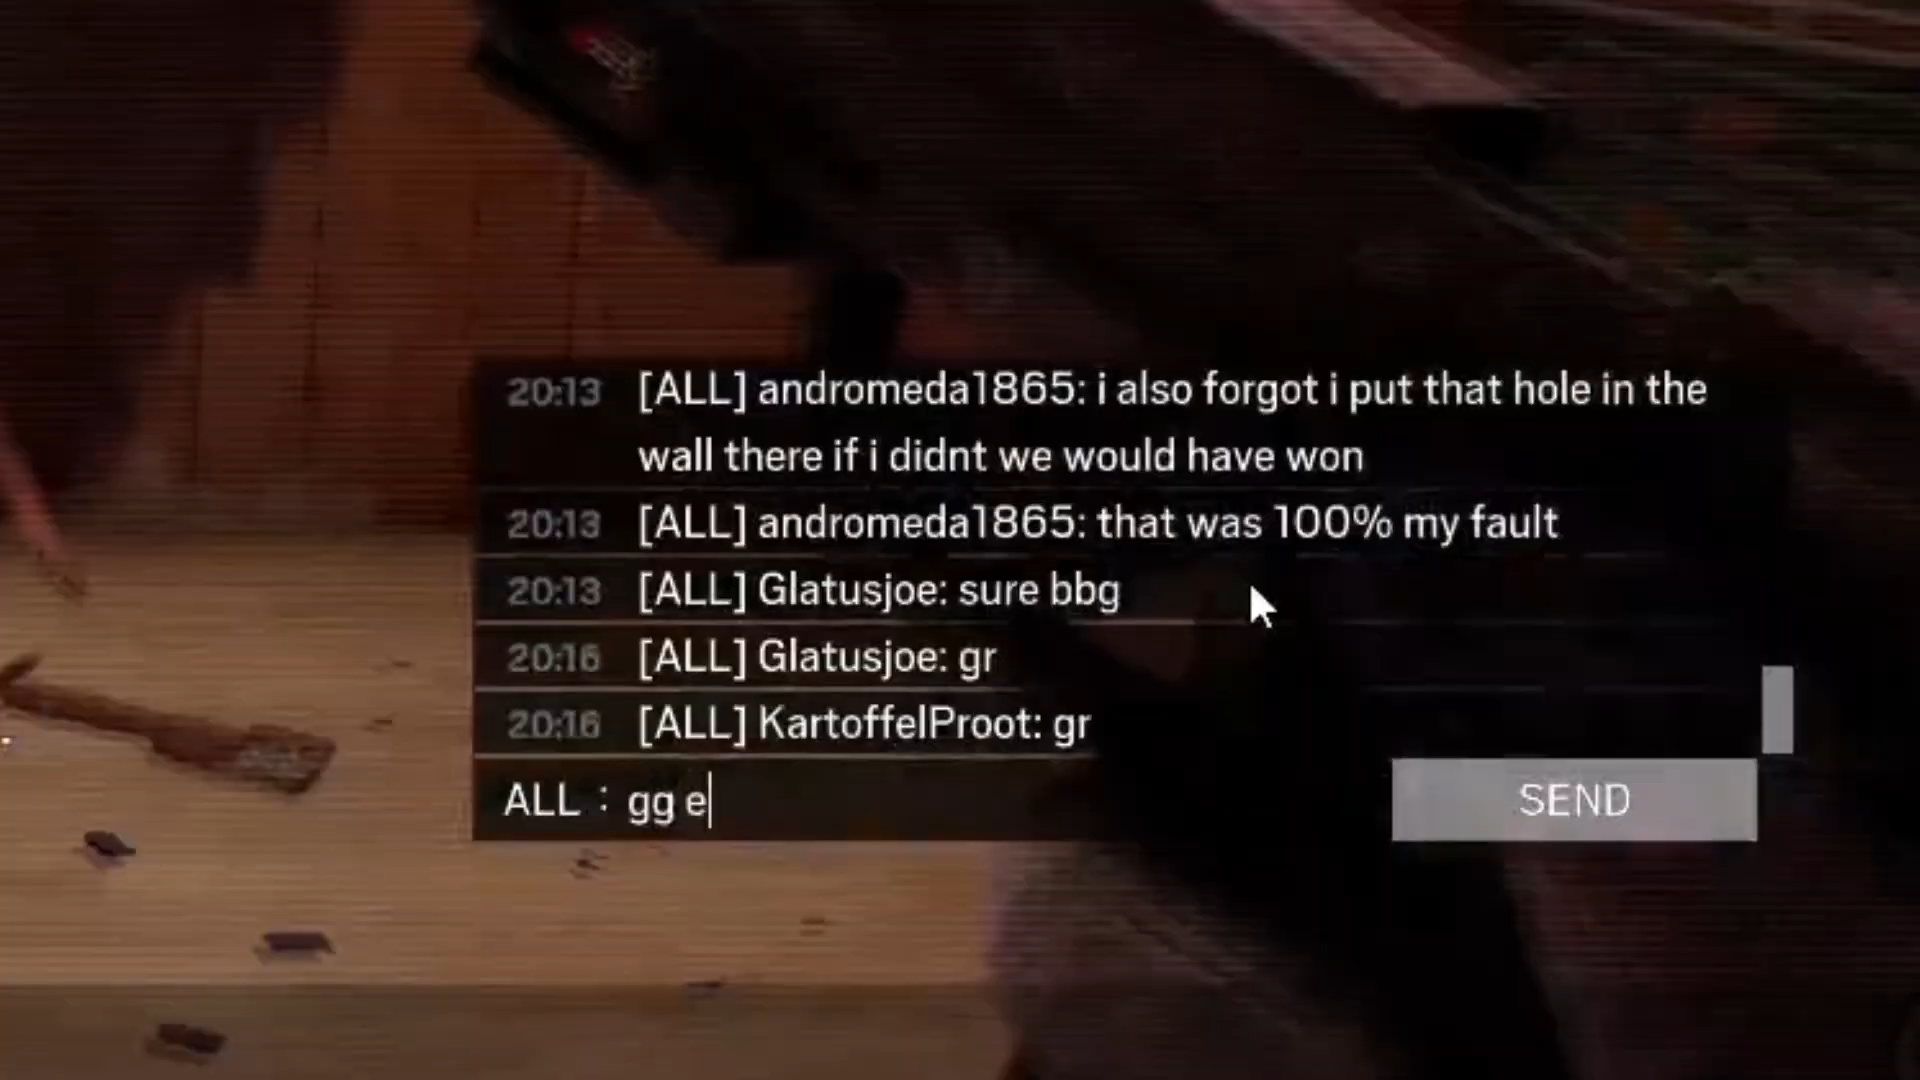 20:13 [ALL] andromeda1865: i also forgot i put that hole in the
wall there if i didnt we would have won
20:13 [ALL] andromeda1865: that was 100% my fault
20:13 [ALL] Glatusjoe: sure bbg
20:16 [ALL] Glatusjoe: gr
20:16 [ALL] KartoffelProot: gr
ALL : gg e
SEND